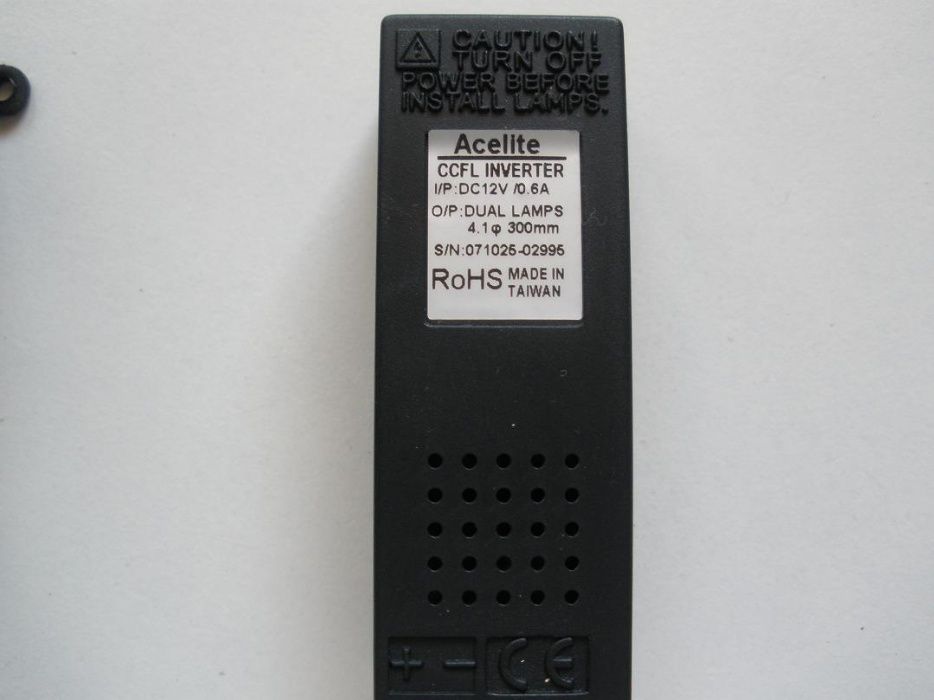 CAUTION!
TURN OFF
POWER BEFORE
INSTALL LAMPS.
Acelite
CCFL INVERTER
I/P:DC12V /0.6A
O/P:DUAL LAMPS
4.1φ 300mm
S/N:071025-02995
RoHS MADE IN
TAIWAN
+ - CE